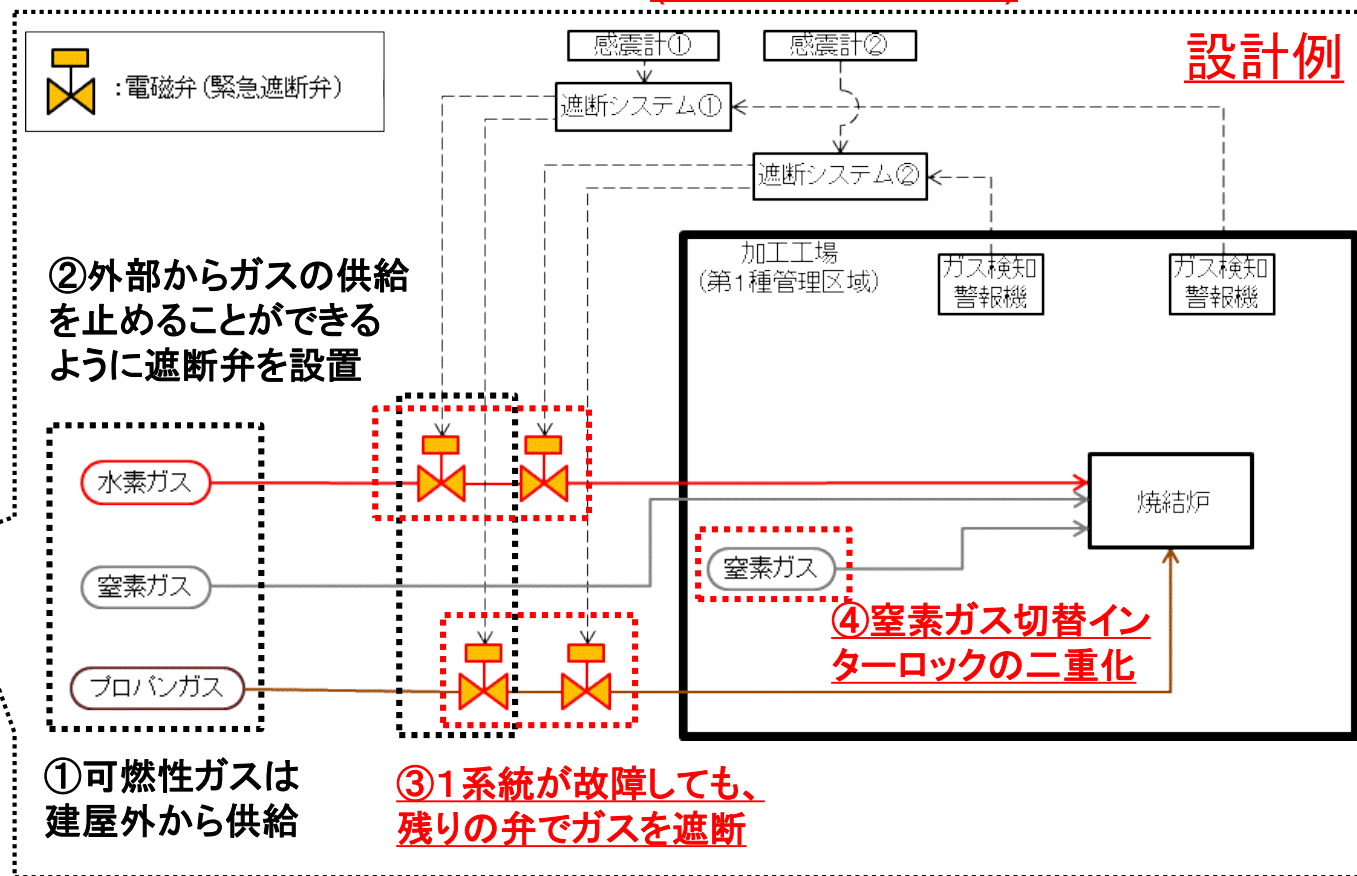 設計例
:電磁弁(緊急遮断弁)
感震計①
感震計②
遮断システム①
遮断システム②
加工工場
(第1種管理区域)
ガス検知
警報機
ガス検知
警報機
②外部からガスの供給
を止めることができる
ように遮断弁を設置
水素ガス
窒素ガス
プロパンガス
焼結炉
窒素ガス
④窒素ガス切替イン
ターロックの二重化
①可燃性ガスは
建屋外から供給
③1系統が故障しても、
残りの弁でガスを遮断